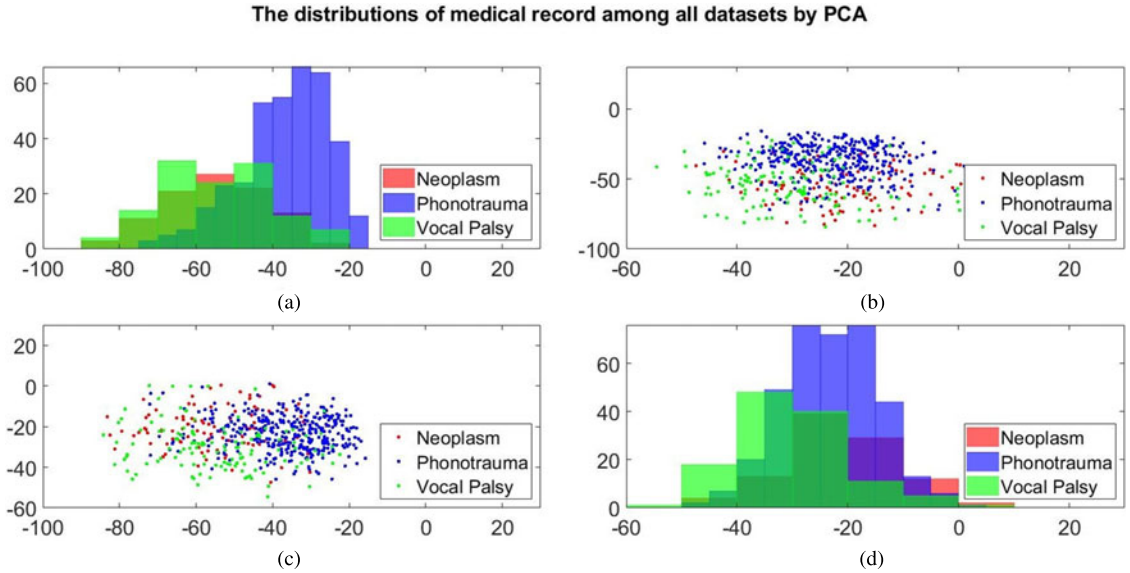 The distributions of medical record among all datasets by PCA
60
40
20
0
-100 -80 -60 -40 -20 0 20
Neoplasm
Phonotrauma
Vocal Palsy
(a)
0
-50
-100
-60 -40 -20 0 20
Neoplasm
Phonotrauma
Vocal Palsy
(b)
20
0
-20
-40
-60
-100 -80 -60 -40 -20 0 20
Neoplasm
Phonotrauma
Vocal Palsy
(c)
60
40
20
0
-60 -40 -20 0 20
Neoplasm
Phonotrauma
Vocal Palsy
(d)